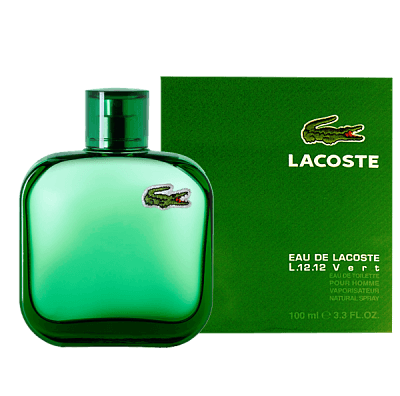 LACOSTE
EAU DE LACOSTE
L.12.12 Vert
EAU DE TOILETTE
POUR HOMME
VAPORISATEUR
NATURAL SPRAY
100 ml ℮ 3.3 FL.OZ.